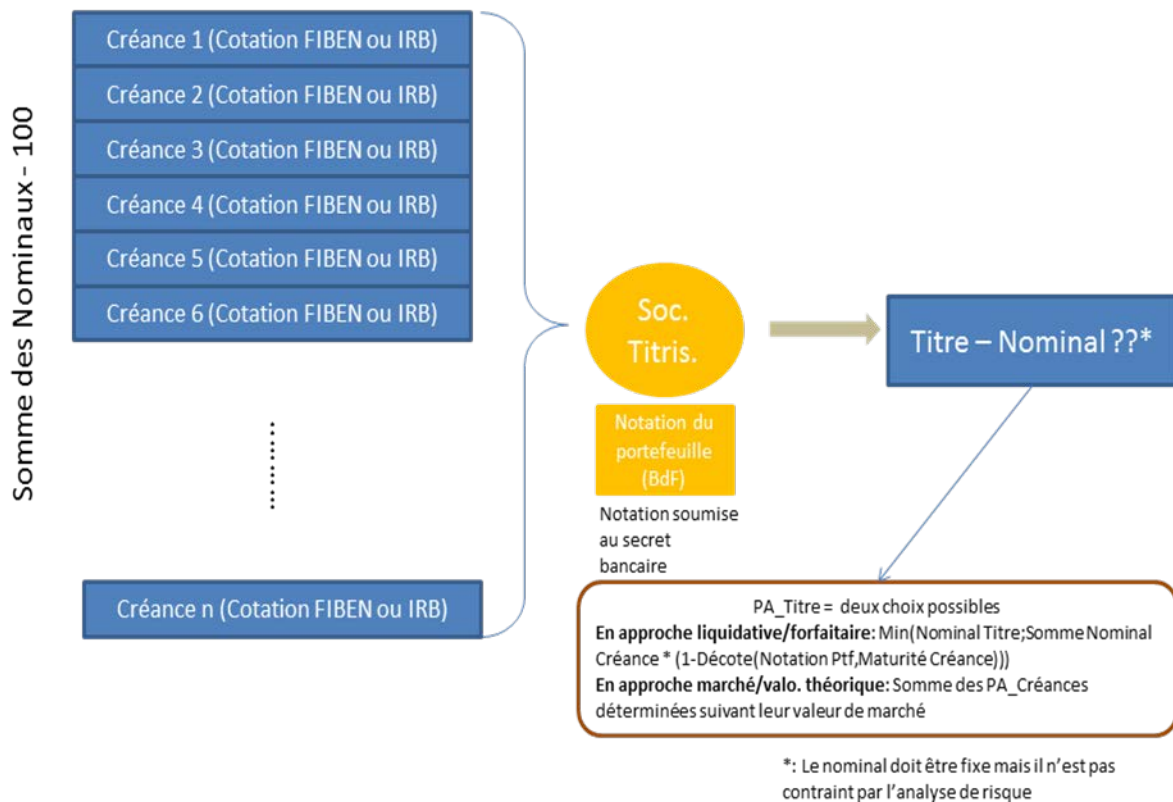 Somme des Nominaux - 100
Créance 1 (Cotation FIBEN ou IRB)
Créance 2 (Cotation FIBEN ou IRB)
Créance 3 (Cotation FIBEN ou IRB)
Créance 4 (Cotation FIBEN ou IRB)
Créance 5 (Cotation FIBEN ou IRB)
Créance 6 (Cotation FIBEN ou IRB)
Créance n (Cotation FIBEN ou IRB)
Soc.
Titris.
Notation du
portefeuille
(BdF)
Notation soumise
au secret
bancaire
Titre – Nominal ??*
PA_Titre = deux choix possibles
En approche liquidative/forfaitaire: Min(Nominal Titre;Somme Nominal
Créance * (1-Décote(Notation Ptf,Maturité Créance)))
En approche marché/valo. théorique: Somme des PA_Créances
déterminées suivant leur valeur de marché
*: Le nominal doit être fixe mais il n'est pas
contraint par l'analyse de risque